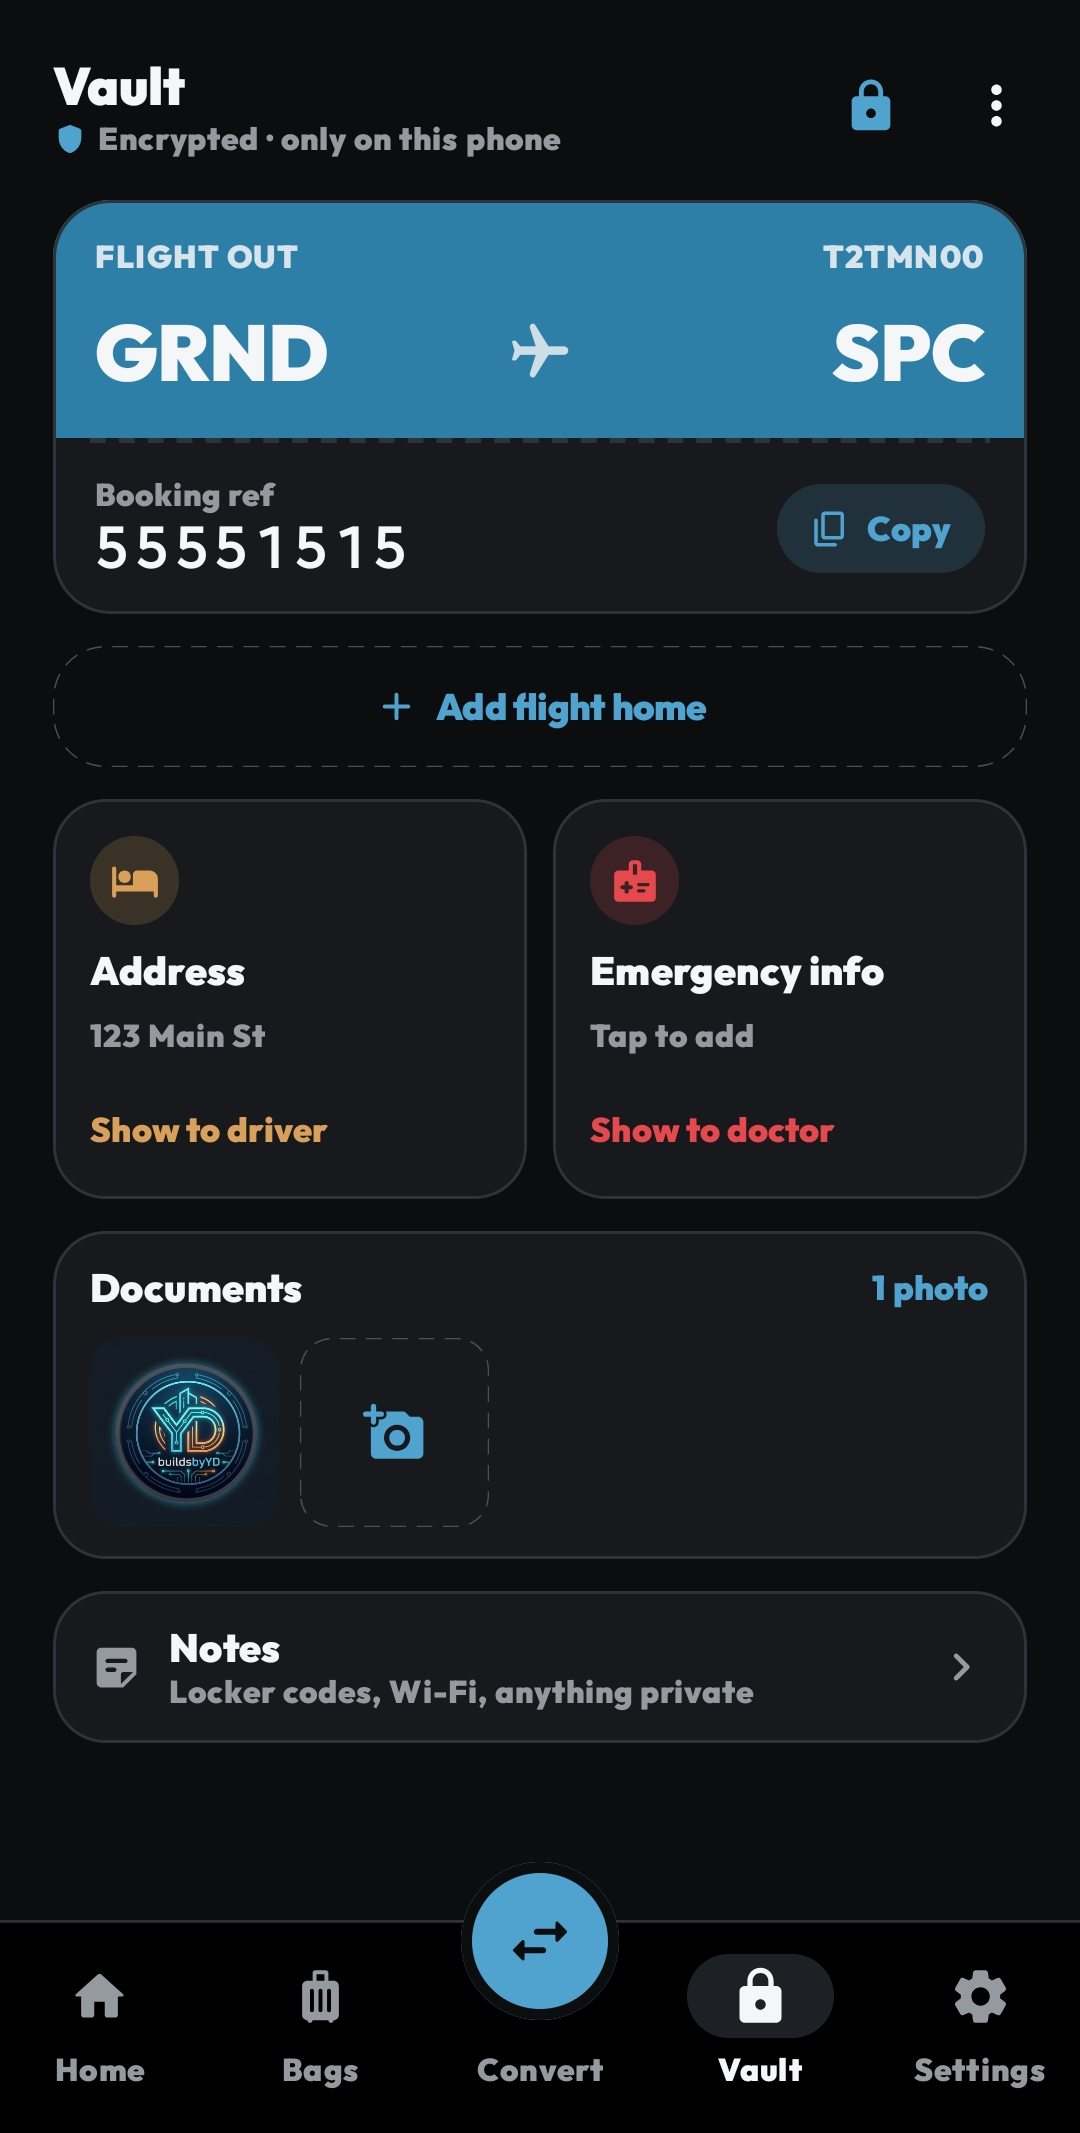 Vault
Encrypted · only on this phone
FLIGHT OUT T2TMN00
GRND SPC
Booking ref
55551515
Copy
Add flight home
Address
123 Main St
Show to driver
Emergency info
Tap to add
Show to doctor
Documents 1 photo
YD
buildsbyYD
Notes
Locker codes, Wi-Fi, anything private
Home Bags Convert Vault Settings